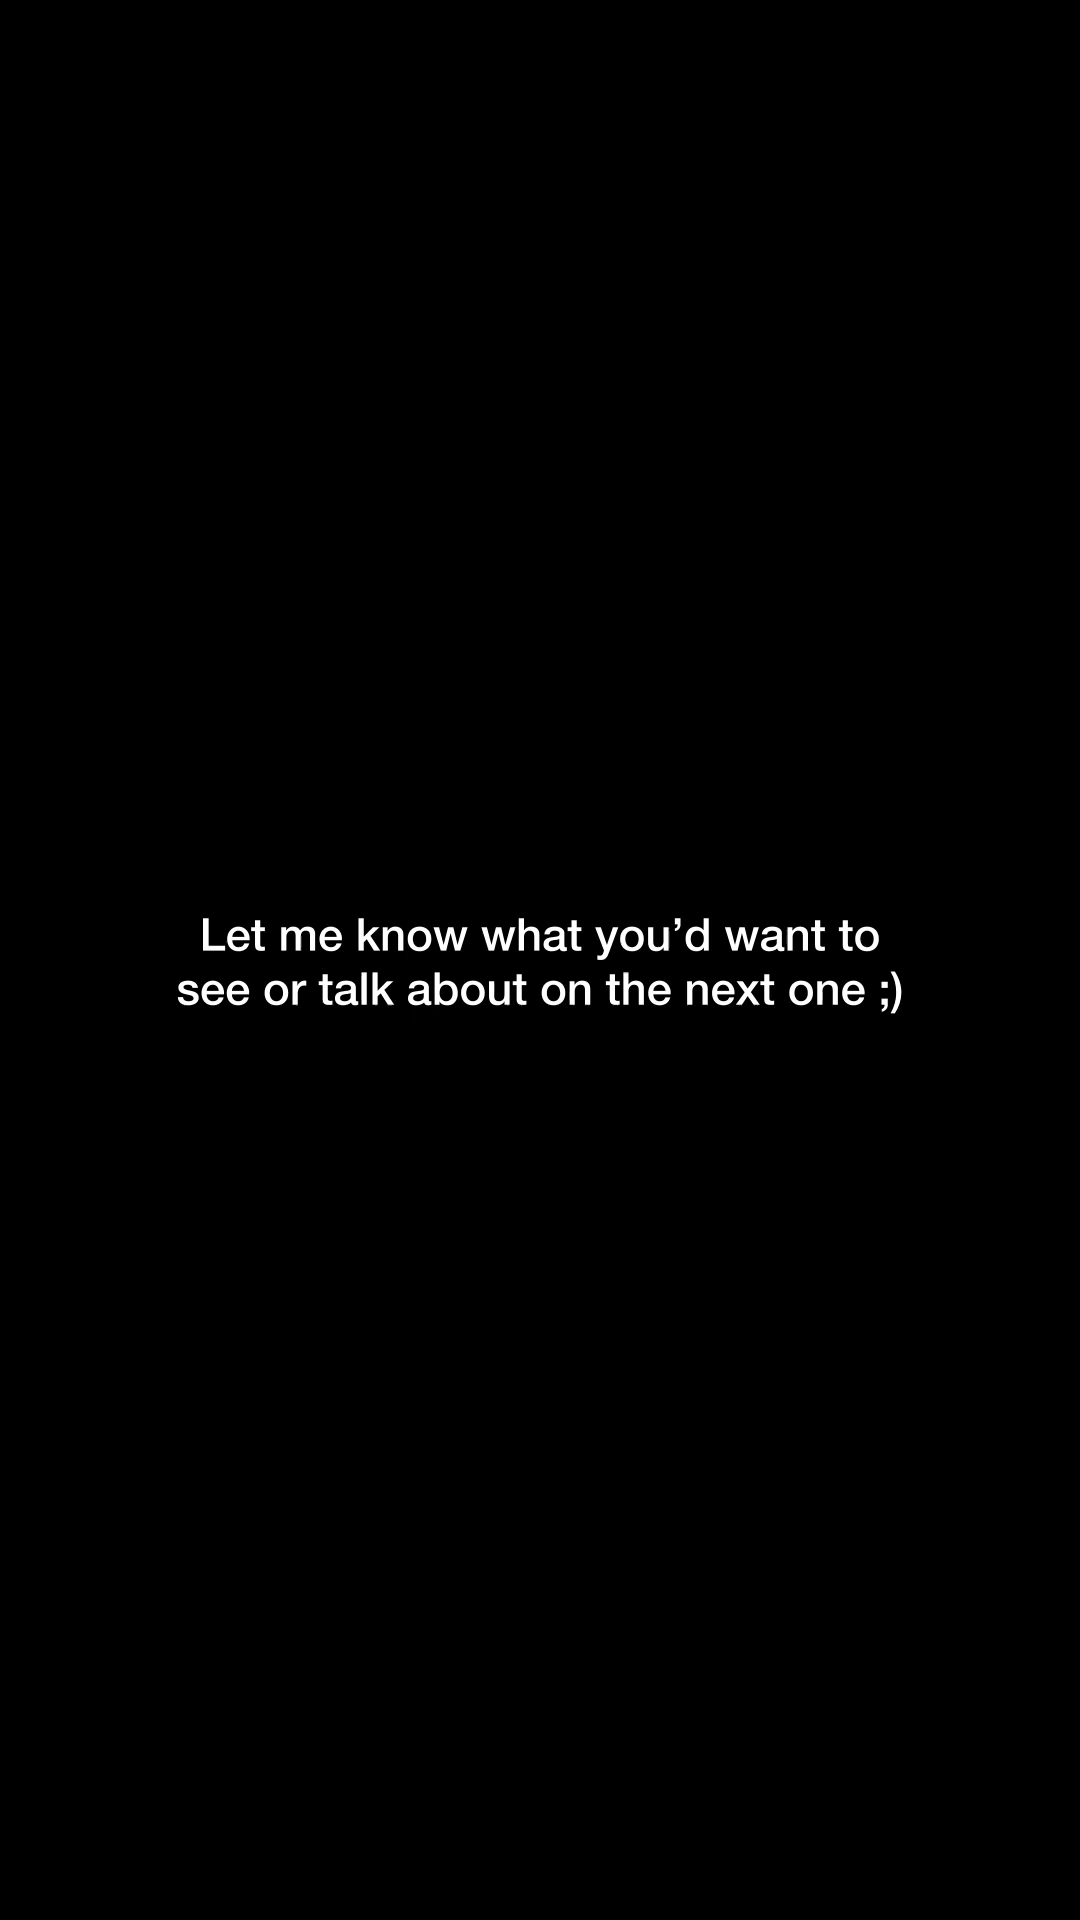 Let me know what you’d want to
see or talk about on the next one ;)